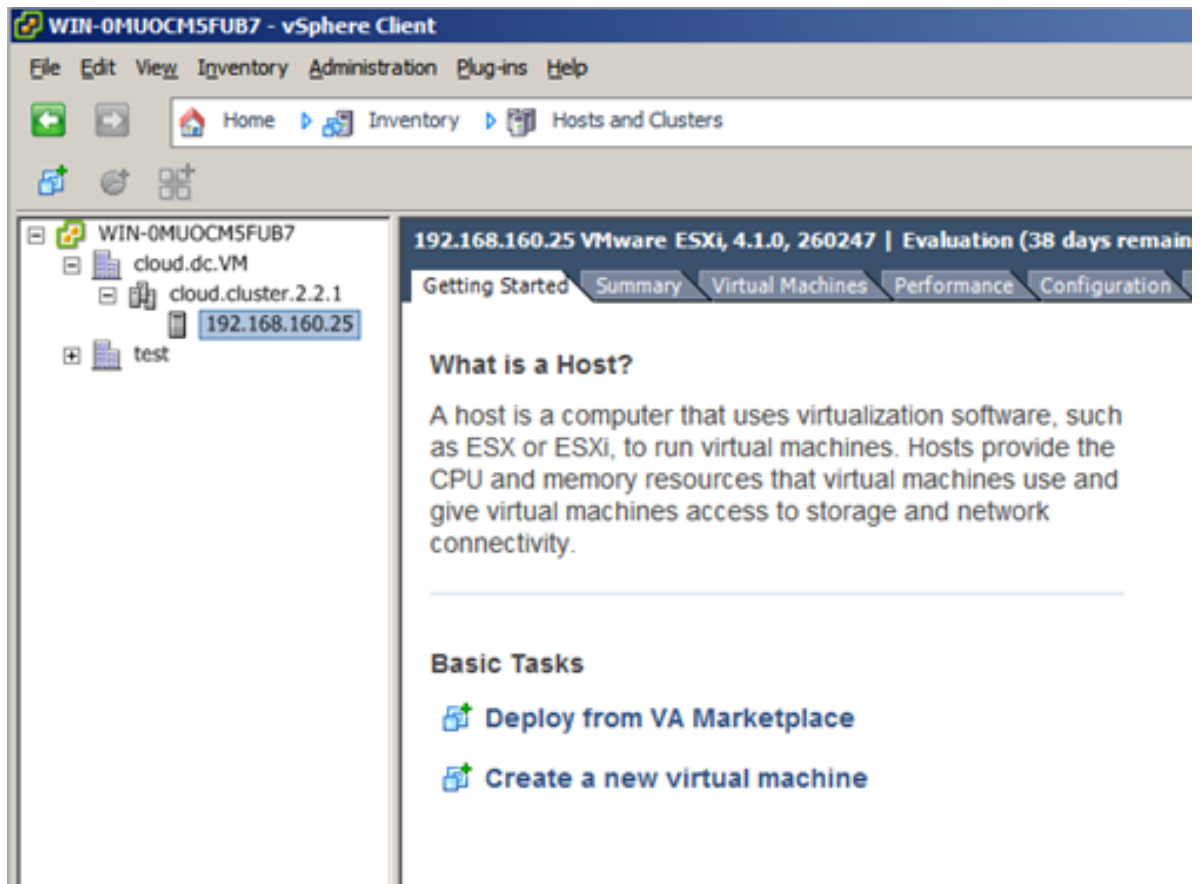 WIN-0MUOCM5FUB7 - vSphere Client
File Edit View Inventory Administration Plug-ins Help
Home Inventory Hosts and Clusters
WIN-0MUOCM5FUB7
cloud.dc.VM
cloud.cluster.2.2.1
192.168.160.25
test
192.168.160.25 VMware ESXi, 4.1.0, 260247 | Evaluation (38 days remain
Getting Started Summary Virtual Machines Performance Configuration
What is a Host?
A host is a computer that uses virtualization software, such
as ESX or ESXi, to run virtual machines. Hosts provide the
CPU and memory resources that virtual machines use and
give virtual machines access to storage and network
connectivity.
Basic Tasks
Deploy from VA Marketplace
Create a new virtual machine